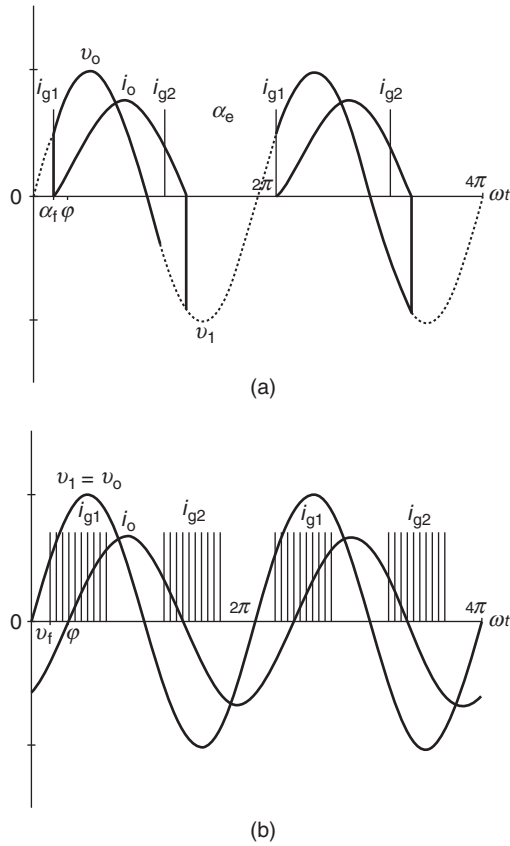 υo
ig1 io ig2 αe ig1 ig2
0 αf φ 2π 4π ωt
υ1
(a)
υ1 = υo
ig1 io ig2 ig1 ig2
0 υf φ 2π 4π ωt
(b)